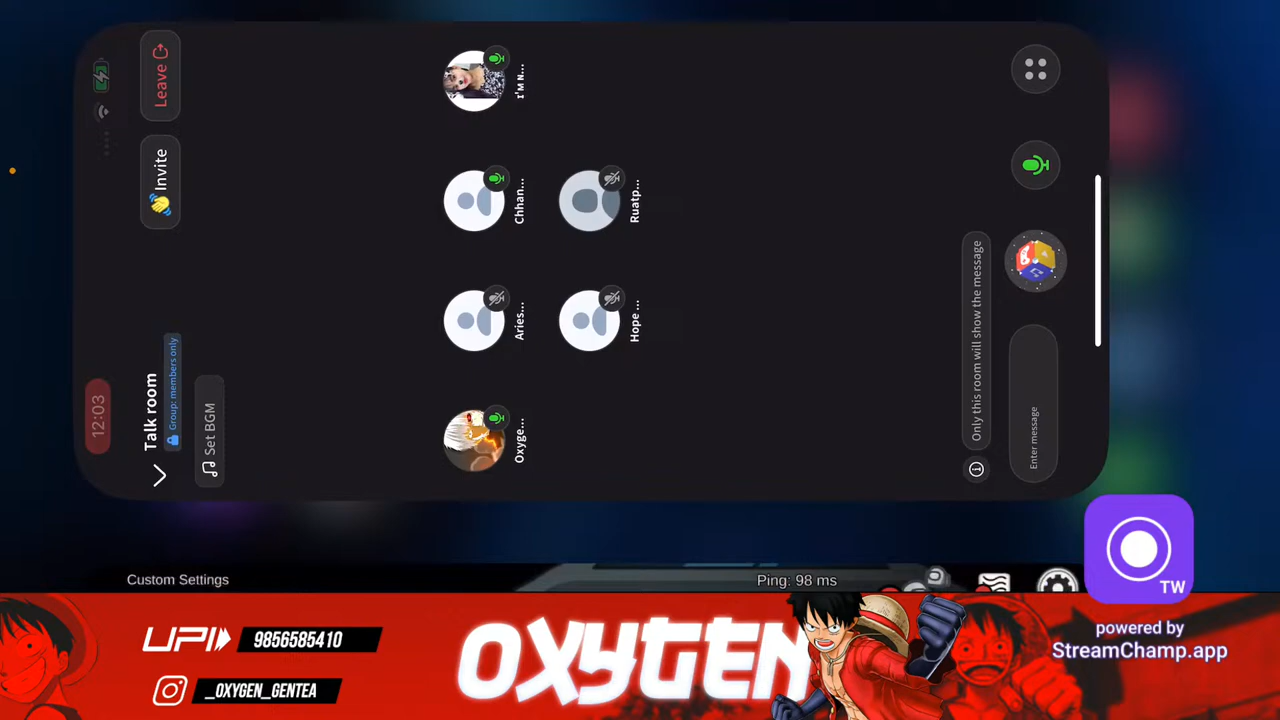 12:03
Talk room
Group: members only
Invite
Leave
Set BGM
Oxyge...
Aries...
Chhan...
I'M N...
Hope ...
Ruatp...
Only this room will show the message
Enter message
Custom Settings
Ping: 98 ms
TW
powered by
StreamChamp.app
UPI
9856585410
_OXYGEN_GENTEA
OXYGEN